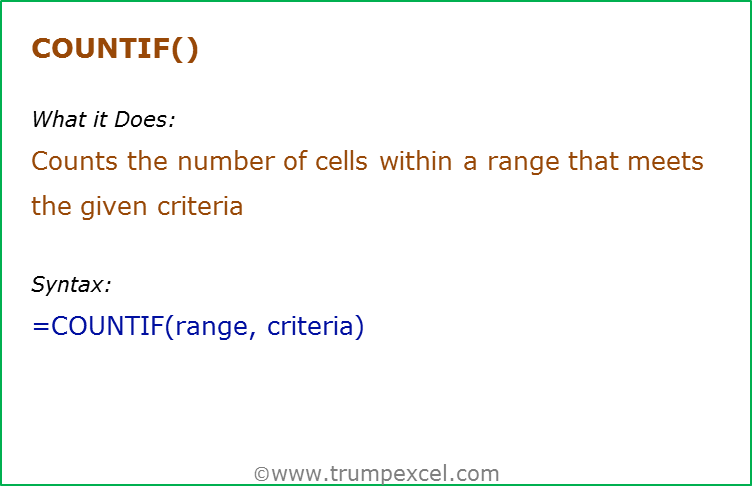 COUNTIF()
What it Does:
Counts the number of cells within a range that meets
the given criteria
Syntax:
=COUNTIF(range, criteria)
©www.trumpexcel.com